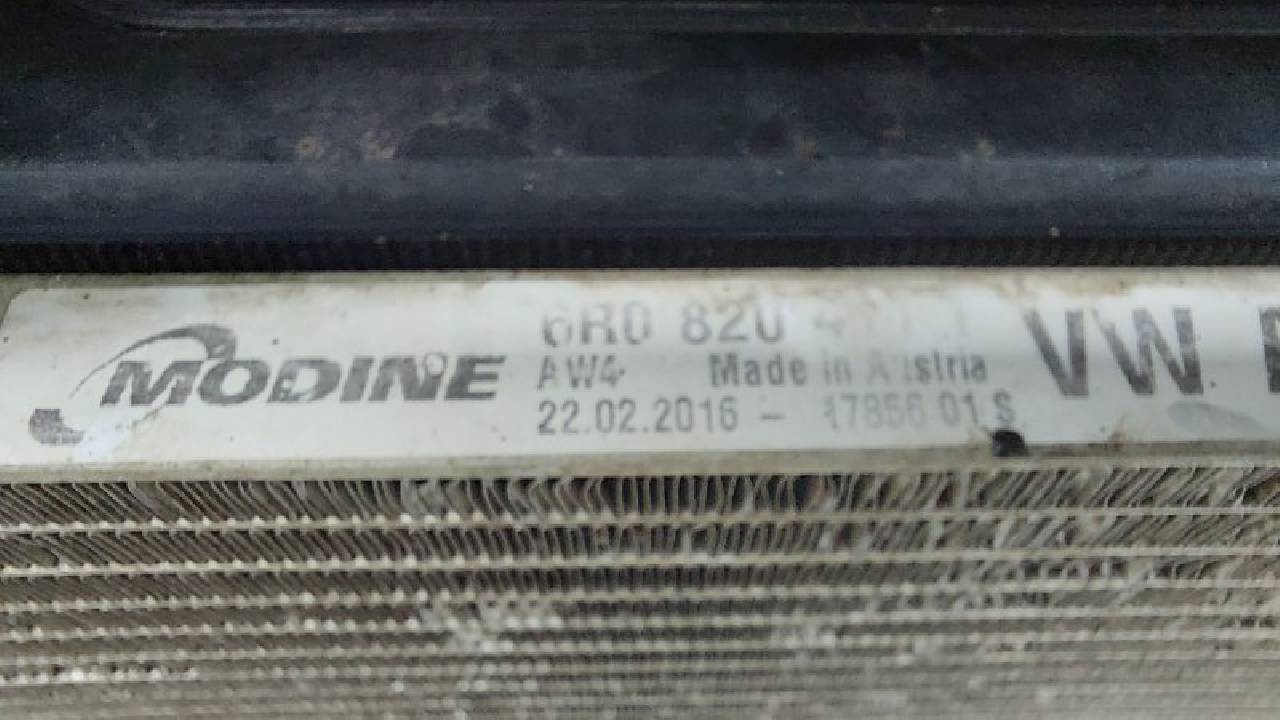 MODINE
6R0 820
AW4 Made in Austria
22.02.2016 - 17856 01 S
VW